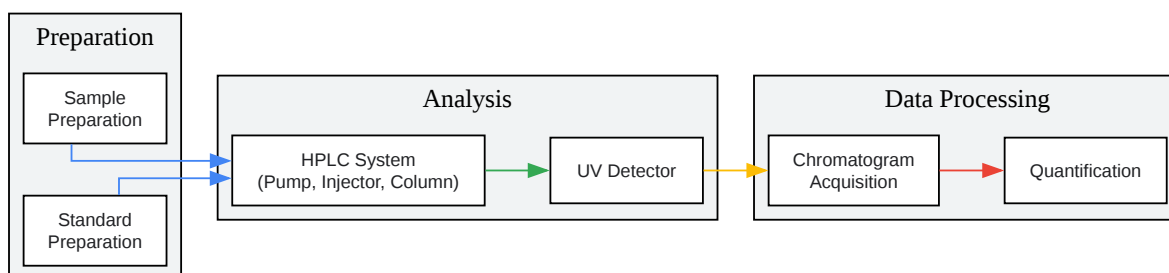 Preparation
Sample
Preparation
Standard
Preparation
Analysis
HPLC System
(Pump, Injector, Column)
UV Detector
Data Processing
Chromatogram
Acquisition
Quantification